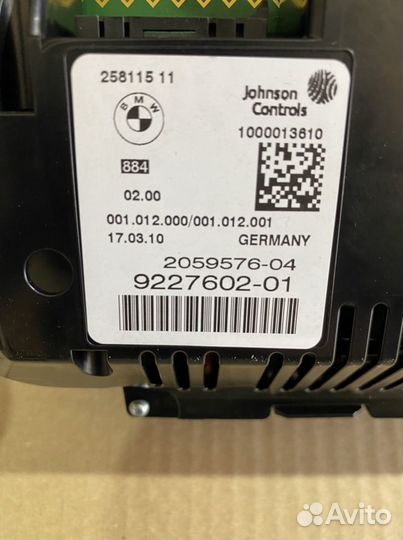 258115 11
BMW
Johnson
Controls
1000013610
884
02.00
001.012.000/001.012.001
17.03.10 GERMANY
2059576-04
9227602-01
Avito